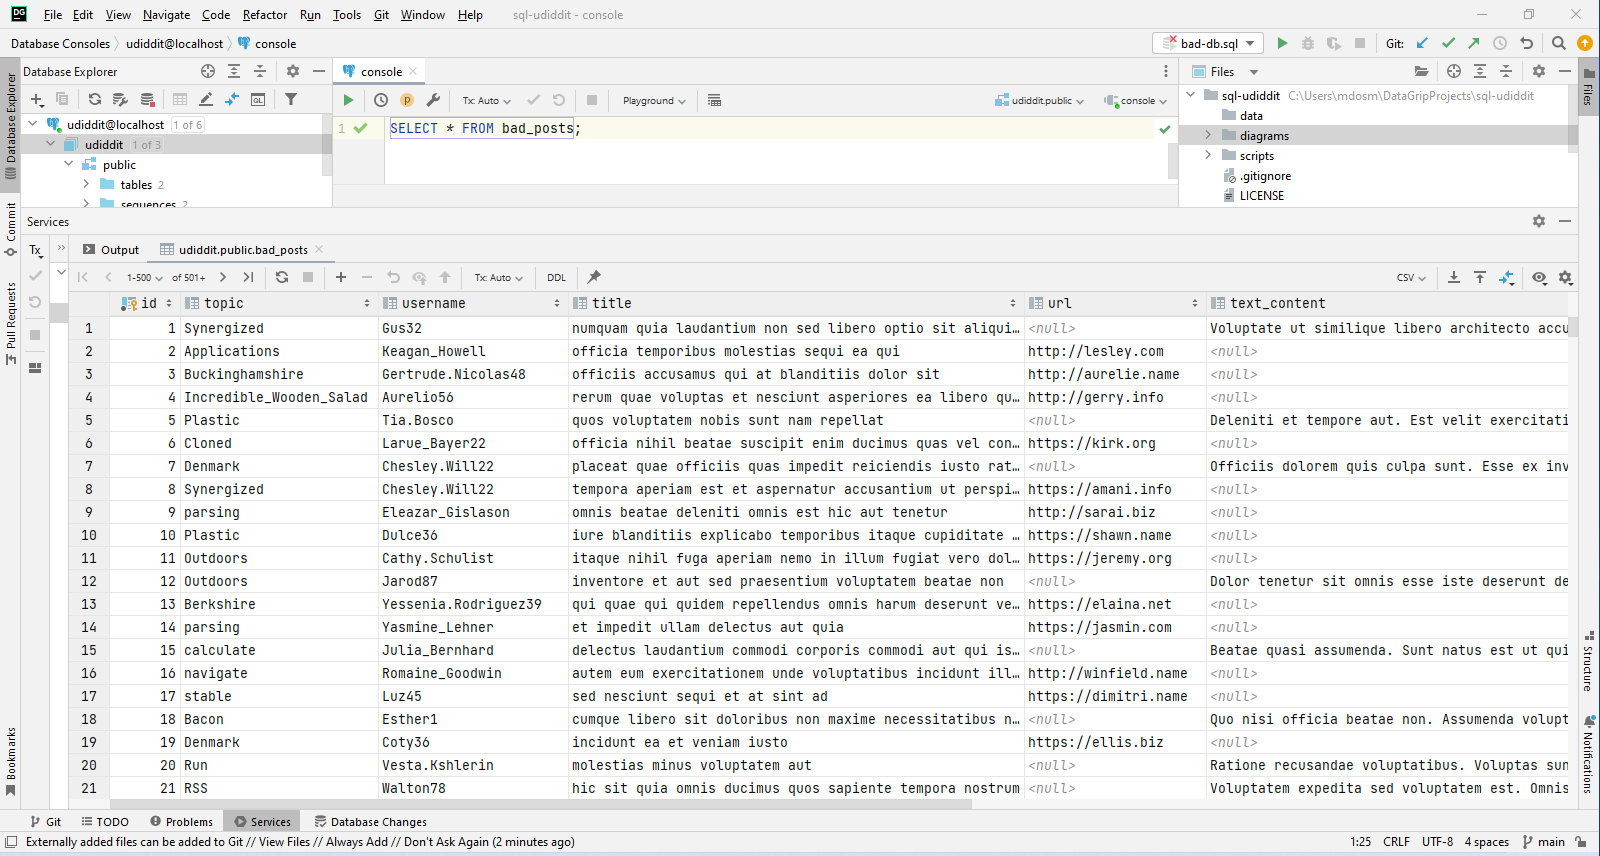 DG File Edit View Navigate Code Refactor Run Tools Git Window Help sql-udiddit - console
Database Consoles udiddit@localhost console bad-db.sql Git:
Database Explorer console Files
Tx: Auto Playground udiddit.public console sql-udiddit C:\Users\mdosm\DataGripProjects\sql-udiddit
udiddit@localhost 1 of 6 1 SELECT * FROM bad_posts; data
udiddit 1 of 3 diagrams
public scripts
tables 2 .gitignore
sequences 2 LICENSE
Database Explorer
Commit
Pull Requests
Bookmarks
Files
Structure
Notifications
Services
Tx Output udiddit.public.bad_posts
1-500 of 501+ Tx: Auto DDL CSV
id topic username title url text_content
1 1 Synergized Gus32 numquam quia laudantium non sed libero optio sit aliqui… <null> Voluptate ut similique libero architecto accu
2 2 Applications Keagan_Howell officia temporibus molestias sequi ea qui http://lesley.com <null>
3 3 Buckinghamshire Gertrude.Nicolas48 officiis accusamus qui at blanditiis dolor sit http://aurelie.name <null>
4 4 Incredible_Wooden_Salad Aurelio56 rerum quae voluptas et nesciunt asperiores ea libero qu… http://gerry.info <null>
5 5 Plastic Tia.Bosco quos voluptatem nobis sunt nam repellat <null> Deleniti et tempore aut. Est velit exercitati
6 6 Cloned Larue_Bayer22 officia nihil beatae suscipit enim ducimus quas vel con… https://kirk.org <null>
7 7 Denmark Chesley.Will22 placeat quae officiis quas impedit reiciendis iusto rat… <null> Officiis dolorem quis culpa sunt. Esse ex inv
8 8 Synergized Chesley.Will22 tempora aperiam est et aspernatur accusantium ut perspi… https://amani.info <null>
9 9 parsing Eleazar_Gislason omnis beatae deleniti omnis est hic aut tenetur http://sarai.biz <null>
10 10 Plastic Dulce36 iure blanditiis explicabo temporibus itaque cupiditate … https://shawn.name <null>
11 11 Outdoors Cathy.Schulist itaque nihil fuga aperiam nemo in illum fugiat vero dol… https://jeremy.org <null>
12 12 Outdoors Jarod87 inventore et aut sed praesentium voluptatem beatae non <null> Dolor tenetur sit omnis esse iste deserunt de
13 13 Berkshire Yessenia.Rodriguez39 qui quae qui quidem repellendus omnis harum deserunt ve… https://elaina.net <null>
14 14 parsing Yasmine_Lehner et impedit ullam delectus aut quia https://jasmin.com <null>
15 15 calculate Julia_Bernhard delectus laudantium commodi corporis commodi aut qui is… <null> Beatae quasi assumenda. Sunt natus est ut qui
16 16 navigate Romaine_Goodwin autem eum exercitationem unde voluptatibus incidunt ill… http://winfield.name <null>
17 17 stable Luz45 sed nesciunt sequi et at sint ad https://dimitri.name <null>
18 18 Bacon Esther1 cumque libero sit doloribus non maxime necessitatibus n… <null> Quo nisi officia beatae non. Assumenda volupt
19 19 Denmark Coty36 incidunt ea et veniam iusto https://ellis.biz <null>
20 20 Run Vesta.Kshlerin molestias minus voluptatem aut <null> Ratione recusandae voluptatibus. Voluptas sun
21 21 RSS Walton78 hic sit quia omnis ducimus quos sapiente tempora nostrum <null> Voluptatem expedita sed voluptatem est. Omnis
Git TODO Problems Services Database Changes
Externally added files can be added to Git // View Files // Always Add // Don't Ask Again (2 minutes ago) 1:25 CRLF UTF-8 4 spaces main